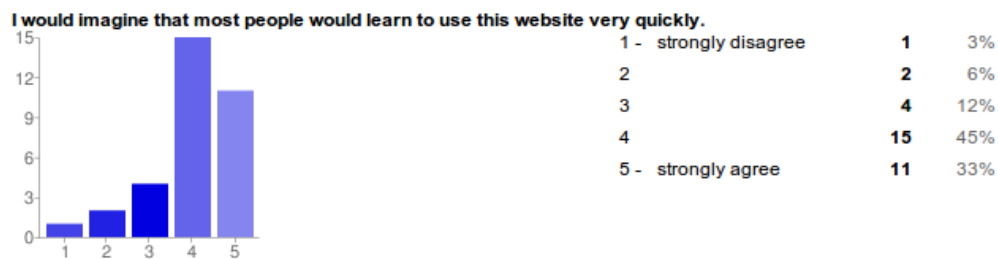 I would imagine that most people would learn to use this website very quickly.
15
12
9
6
3
0
1 2 3 4 5
1 - strongly disagree 1 3%
2 2 6%
3 4 12%
4 15 45%
5 - strongly agree 11 33%